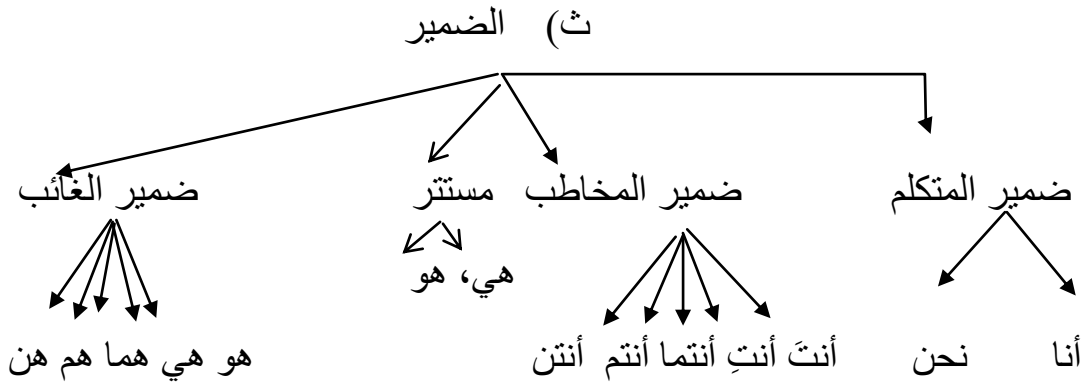 ث) الضمير
ضمير المتكلم ضمير المخاطب مستتر ضمير الغائب
هي، هو
أنا نحن أنتَ أنتِ أنتما أنتم أنتن هو هي هما هم هن